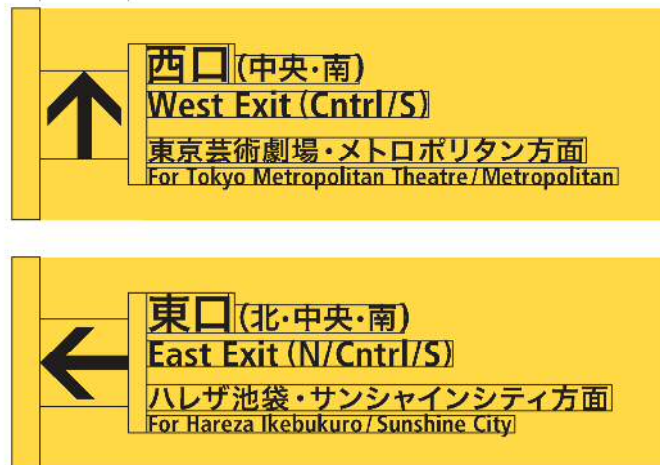 西口(中央·南)
West Exit (Cntrl/S)
東京芸術劇場·メトロポリタン方面
For Tokyo Metropolitan Theatre/Metropolitan
東口(北·中央·南)
East Exit (N/Cntrl/S)
ハレザ池袋·サンシャインシティ方面
For Hareza Ikebukuro/Sunshine City